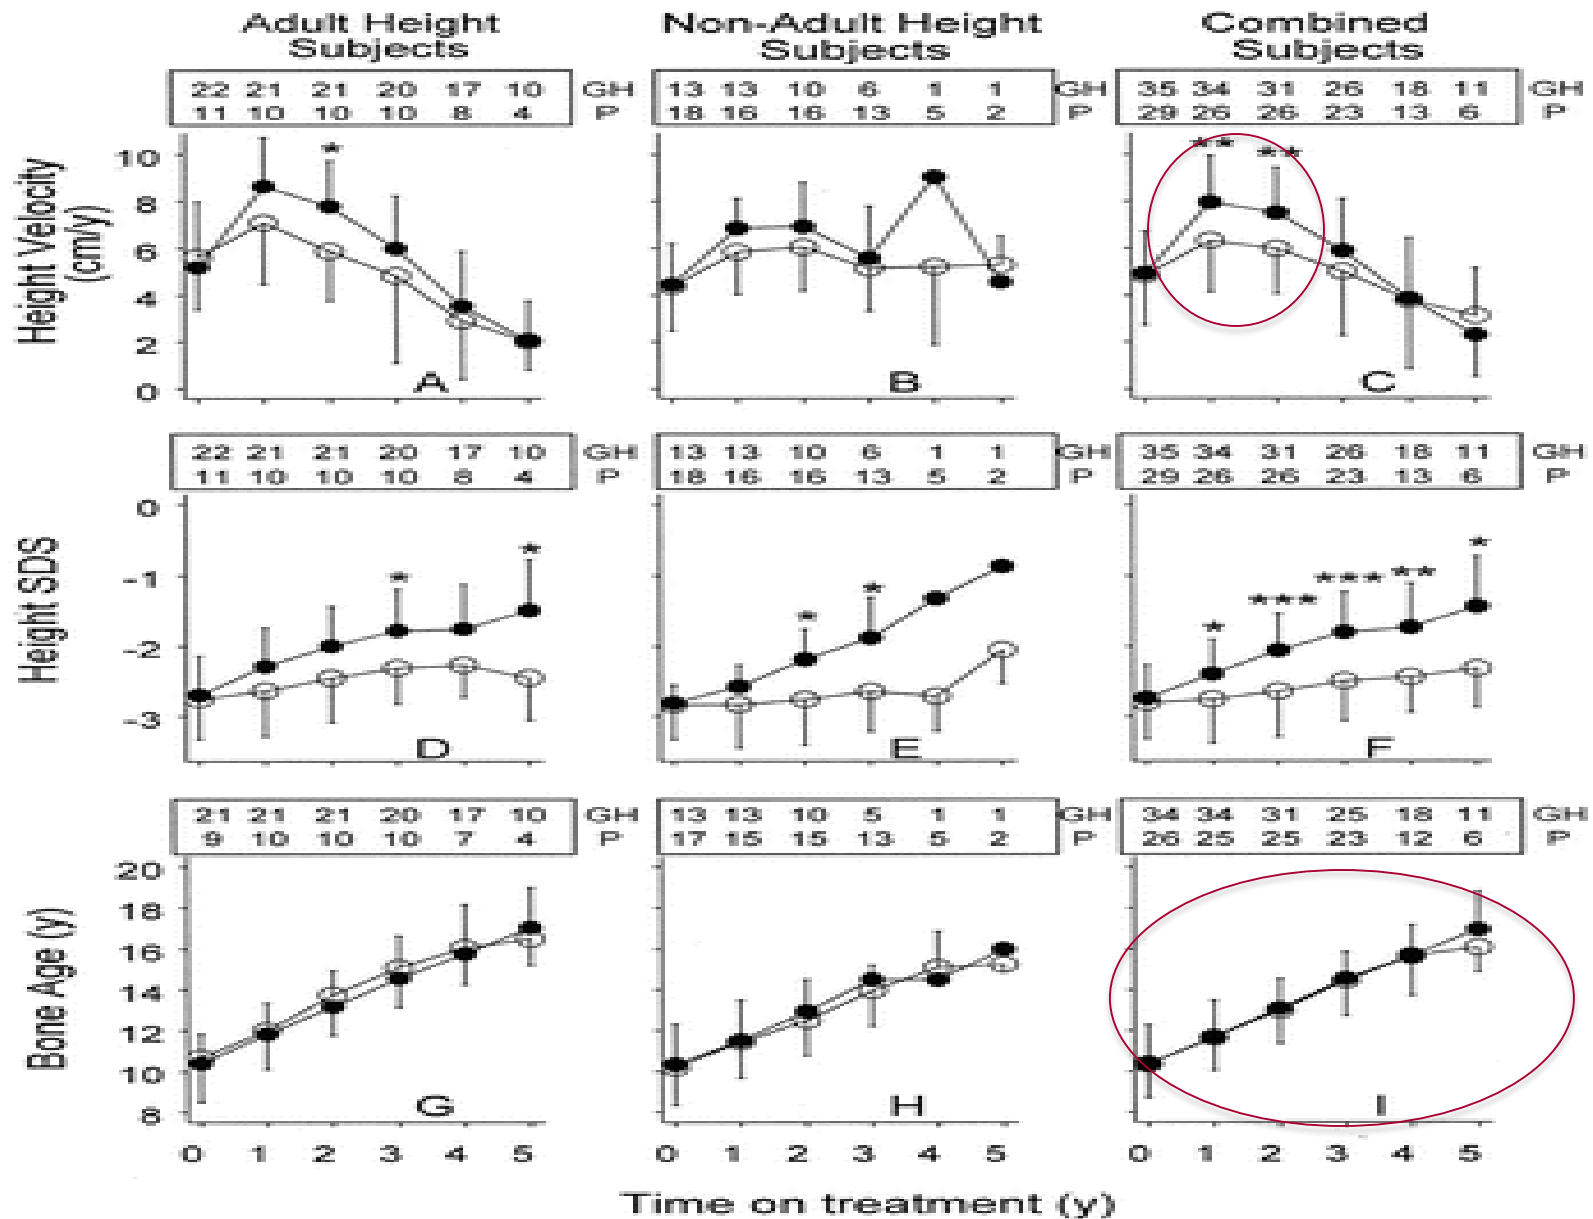 Adult Height Subjects
Non-Adult Height Subjects
Combined Subjects
22 21 21 20 17 10 GH
11 10 10 10 8 4 P
13 13 10 6 1 1 GH
18 16 16 13 5 2 P
35 34 31 26 18 11 GH
29 26 26 23 13 6 P
Height Velocity (cm/y)
10
8
6
4
2
0
*
A
B
** **
C
22 21 21 20 17 10 GH
11 10 10 10 8 4 P
13 13 10 6 1 1 GH
18 16 16 13 5 2 P
35 34 31 26 18 11 GH
29 26 26 23 13 6 P
Height SDS
0
-1
-2
-3
* *
D
* *
E
* *** *** ** *
F
21 21 21 20 17 10 GH
9 10 10 10 7 4 P
13 13 10 5 1 1 GH
17 15 15 13 5 2 P
34 34 31 25 18 11 GH
26 25 25 23 12 6 P
Bone Age (y)
20
18
16
14
12
10
8
G
H
I
0 1 2 3 4 5
0 1 2 3 4 5
0 1 2 3 4 5
Time on treatment (y)